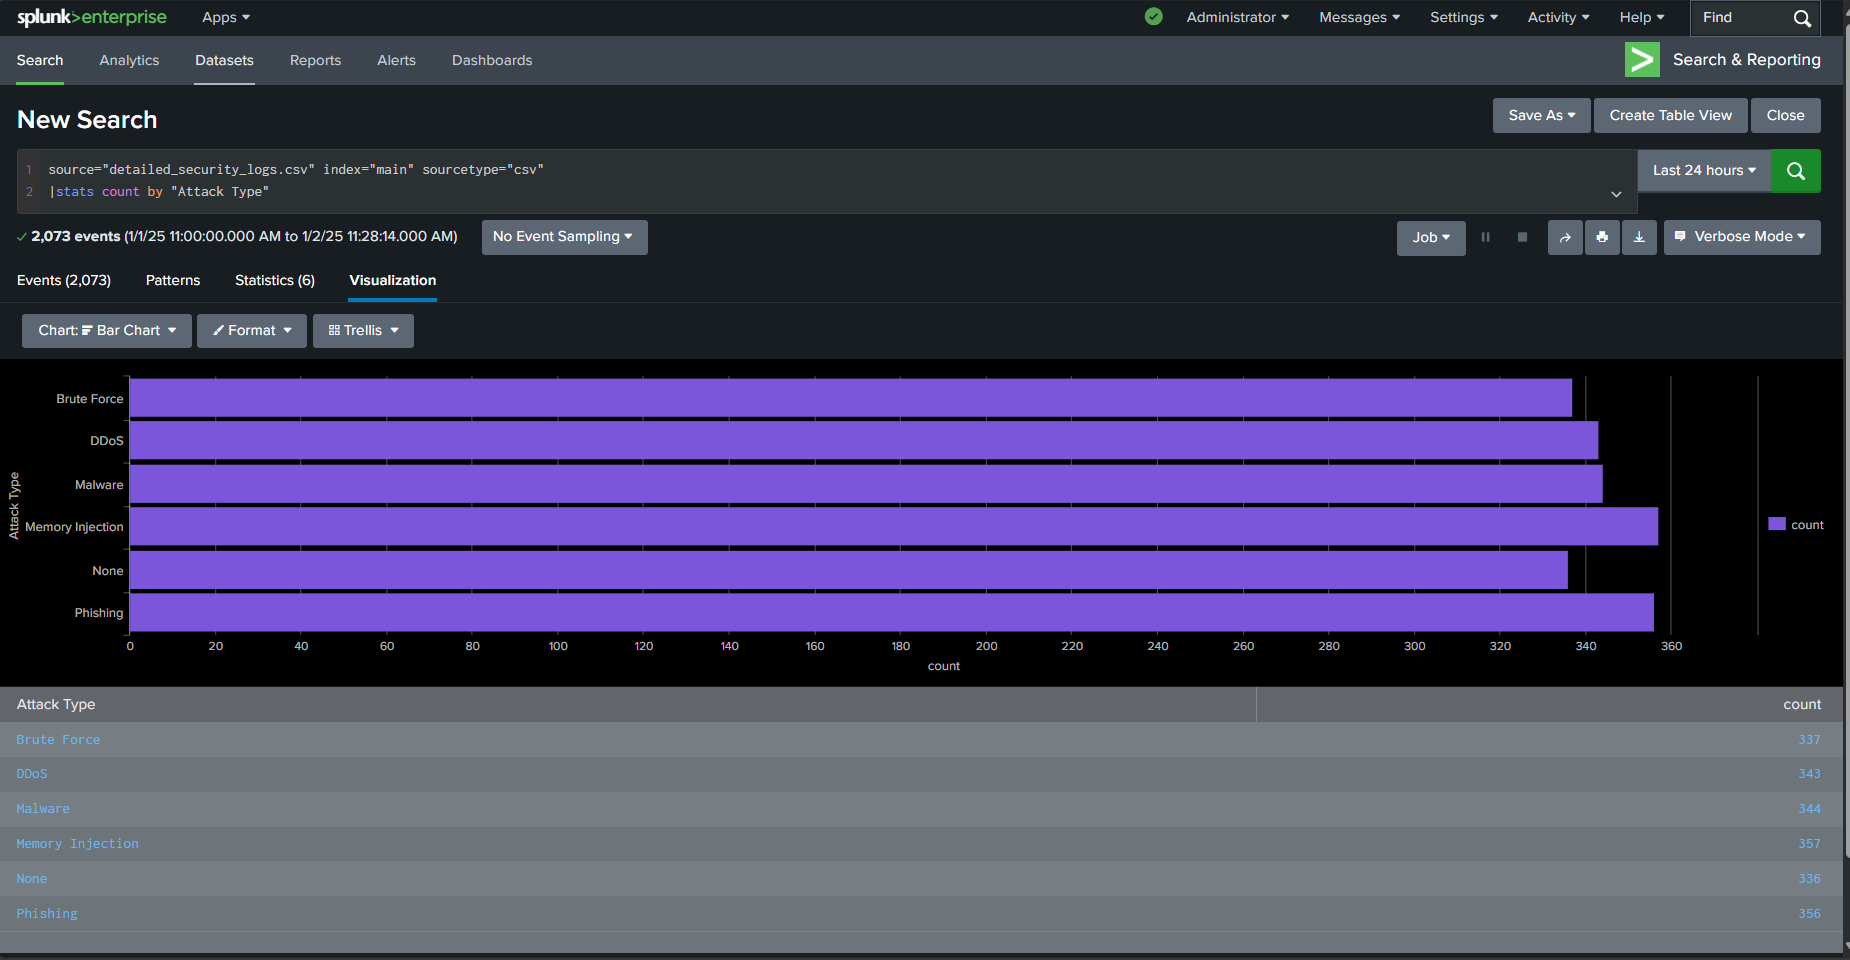 splunk>enterprise Apps Administrator Messages Settings Activity Help Find
Search Analytics Datasets Reports Alerts Dashboards Search & Reporting
New Search Save As Create Table View Close
1 source="detailed_security_logs.csv" index="main" sourcetype="csv" Last 24 hours
2 |stats count by "Attack Type"
2,073 events (1/1/25 11:00:00.000 AM to 1/2/25 11:28:14.000 AM) No Event Sampling Job Verbose Mode
Events (2,073) Patterns Statistics (6) Visualization
Chart: Bar Chart Format Trellis
Attack Type
Brute Force
DDoS
Malware
Memory Injection
None
Phishing
count
0 20 40 60 80 100 120 140 160 180 200 220 240 260 280 300 320 340 360
count
Attack Type count
Brute Force 337
DDoS 343
Malware 344
Memory Injection 357
None 336
Phishing 356